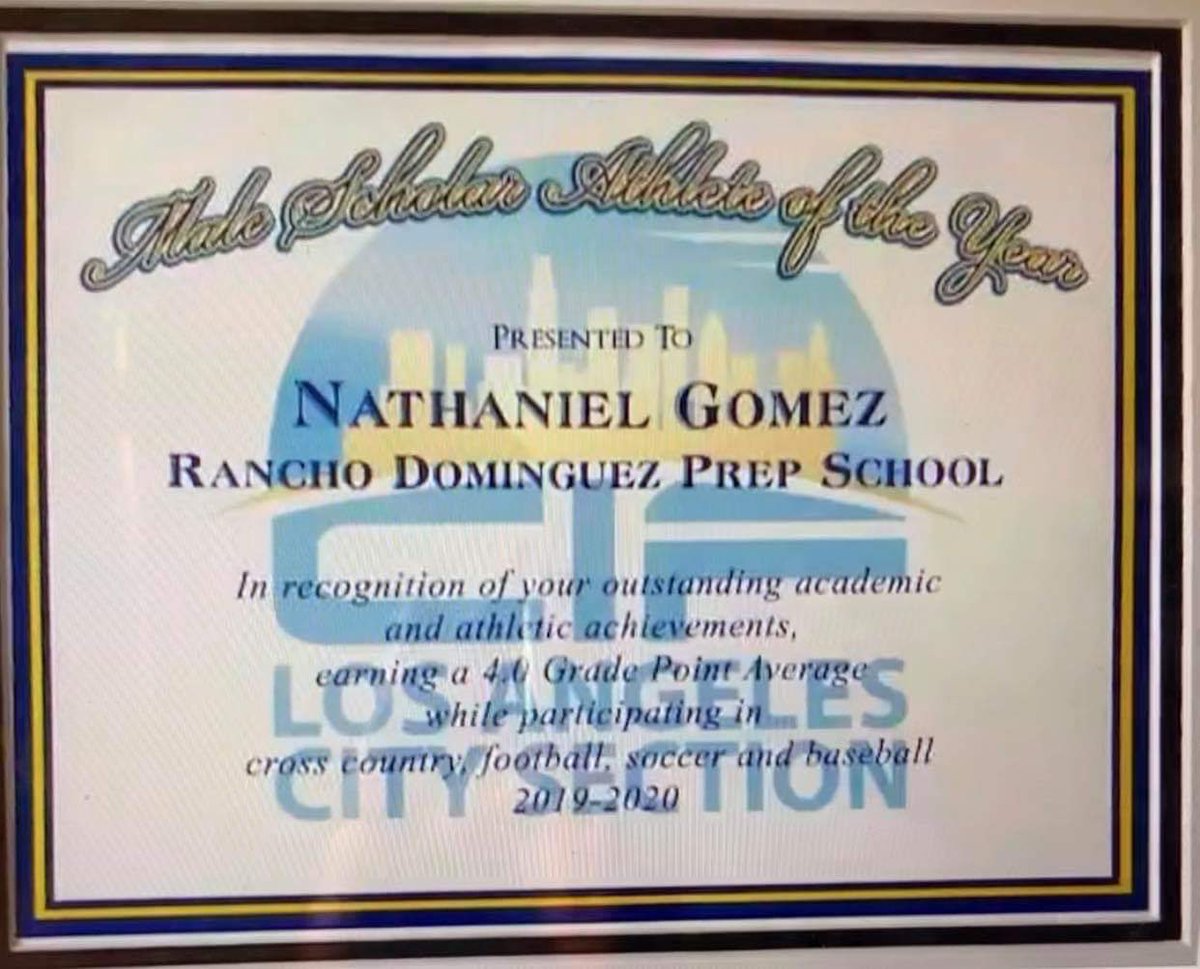 Male Scholar Athlete of the Year
PRESENTED TO
NATHANIEL GOMEZ
RANCHO DOMINGUEZ PREP SCHOOL
In recognition of your outstanding academic
and athletic achievements,
earning a 4.0 Grade Point Average
while participating in
cross country, football, soccer and baseball
2019-2020
CIF
LOS ANGELES
CITY SECTION